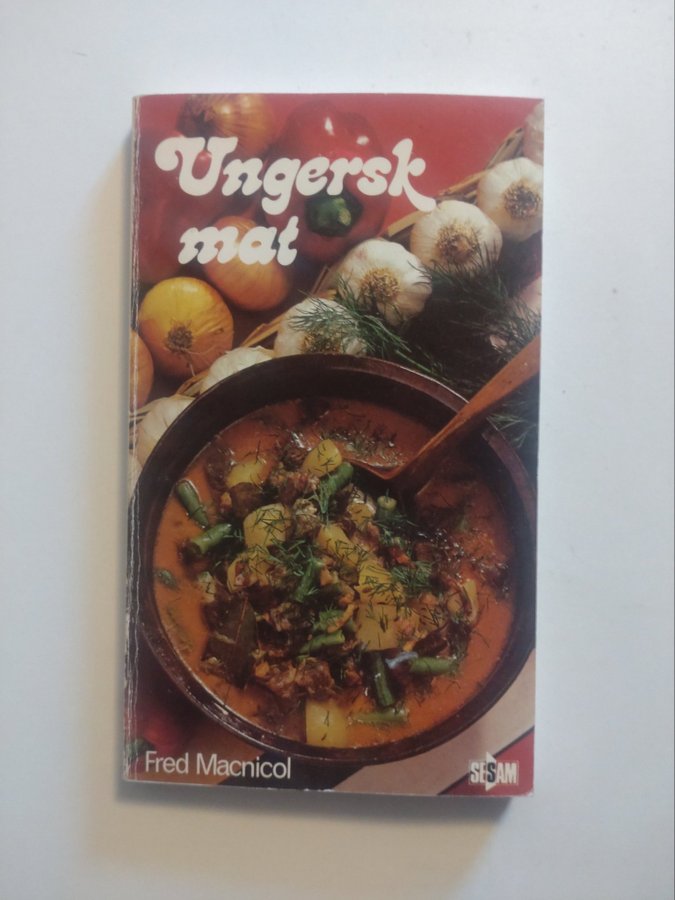 Ungersk
mat
Fred Macnicol
SESAM